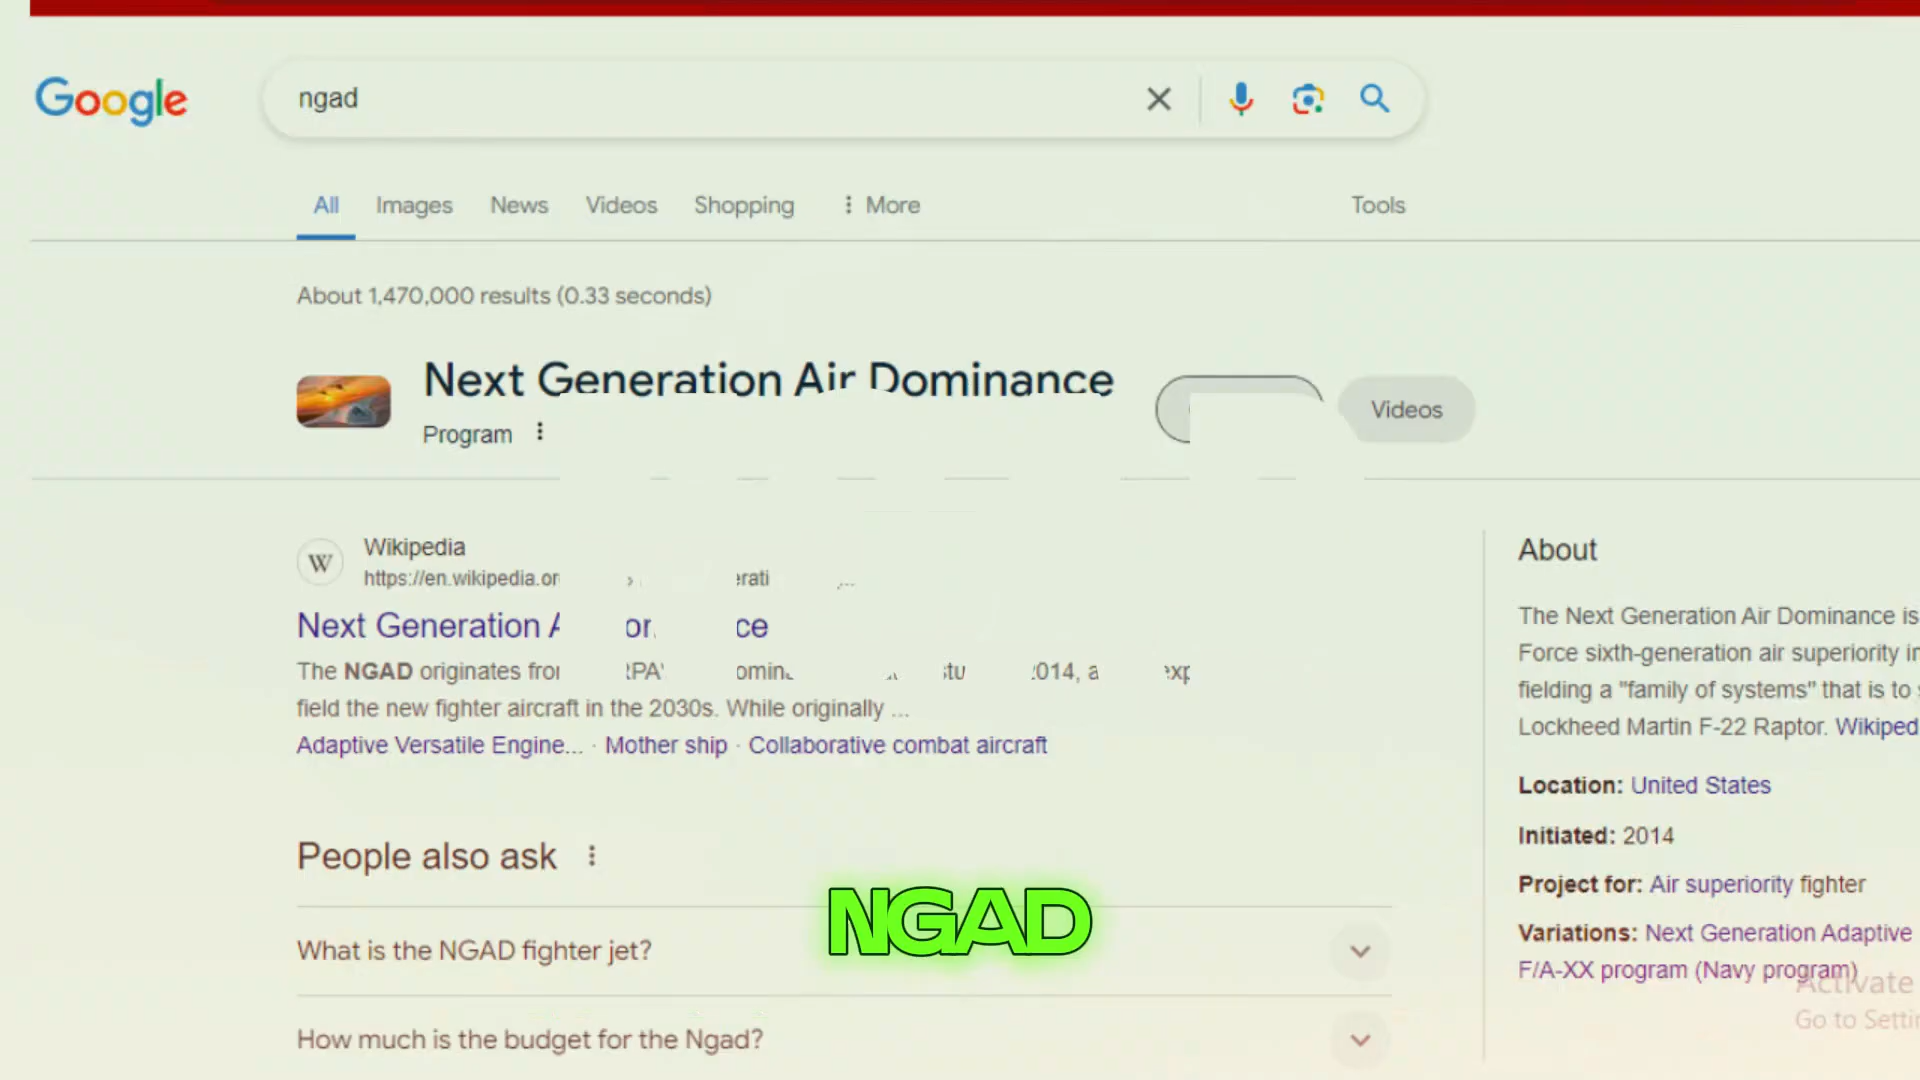 Google
ngad
All Images News Videos Shopping More
Tools
About 1,470,000 results (0.33 seconds)
Next Generation Air Dominance
Program
Videos
W
Wikipedia
https://en.wikipedia.or
Next Generation
The NGAD originates 2014,
field the new fighter aircraft in the 2030s. While originally ...
Adaptive Versatile Engine... · Mother ship · Collaborative combat aircraft
People also ask
What is the NGAD fighter jet?
How much is the budget for the Ngad?
NGAD
About
The Next Generation Air Dominance is
Force sixth-generation air superiority
fielding a "family of systems" that is to
Lockheed Martin F-22 Raptor. Wikiped
Location: United States
Initiated: 2014
Project for: Air superiority fighter
Variations: Next Generation Adaptive
F/A-XX program (Navy program)
Activate
Go to Settin